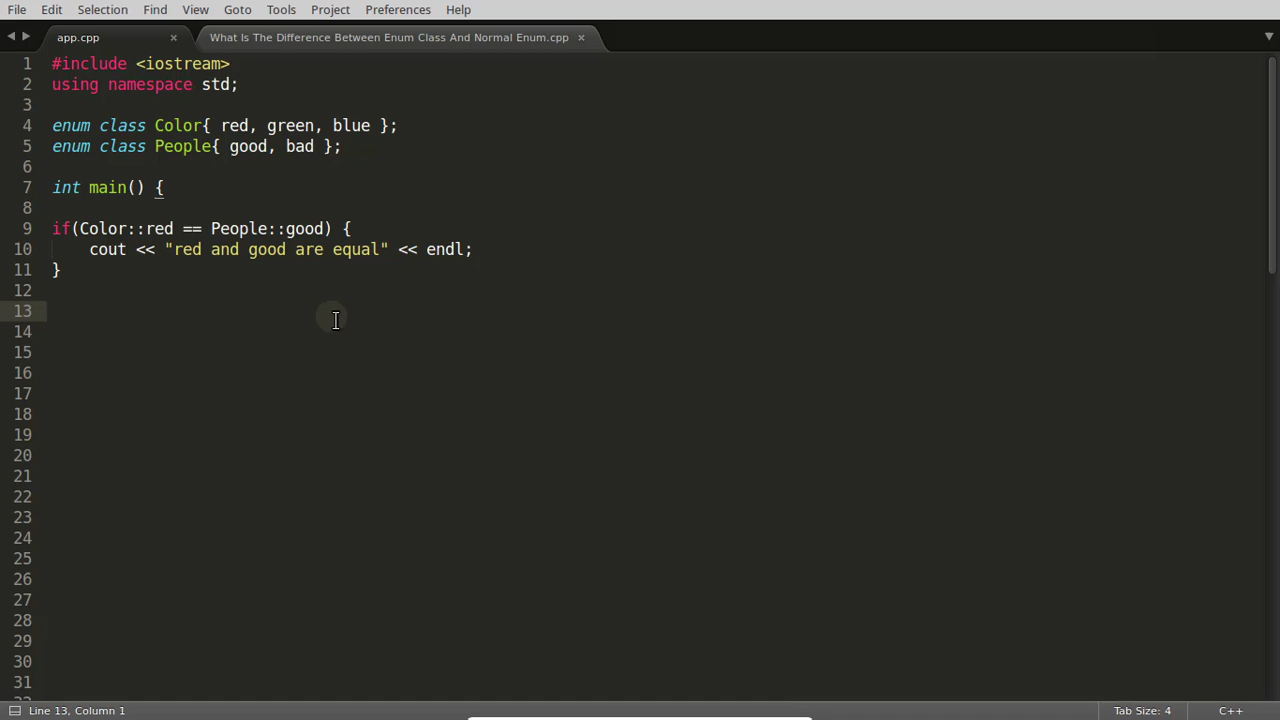 File Edit Selection Find View Goto Tools Project Preferences Help
app.cpp × What Is The Difference Between Enum Class And Normal Enum.cpp ×
1 #include <iostream>
2 using namespace std;
3
4 enum class Color{ red, green, blue };
5 enum class People{ good, bad };
6
7 int main() {
8
9 if(Color::red == People::good) {
10     cout << "red and good are equal" << endl;
11 }
12
13
14
15
16
17
18
19
20
21
22
23
24
25
26
27
28
29
30
31
Line 13, Column 1 Tab Size: 4 C++